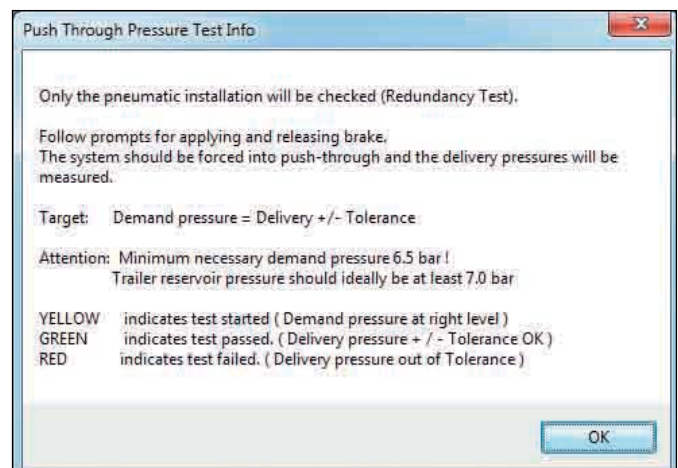 Push Through Pressure Test Info
Only the pneumatic installation will be checked (Redundancy Test).
Follow prompts for applying and releasing brake.
The system should be forced into push-through and the delivery pressures will be
measured.
Target: Demand pressure = Delivery +/- Tolerance
Attention: Minimum necessary demand pressure 6.5 bar !
Trailer reservoir pressure should ideally be at least 7.0 bar
YELLOW indicates test started ( Demand pressure at right level )
GREEN indicates test passed. ( Delivery pressure + / - Tolerance OK )
RED indicates test failed. ( Delivery pressure out of Tolerance )
OK